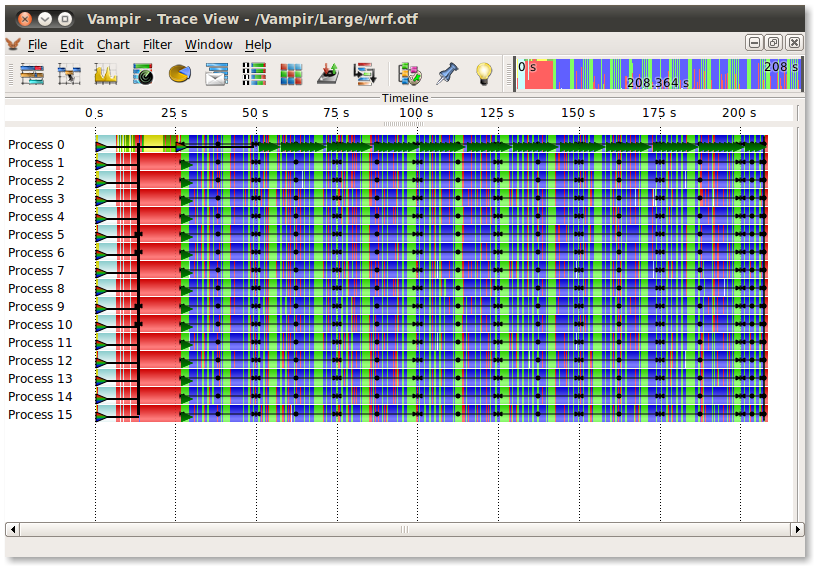 Vampir - Trace View - /Vampir/Large/wrf.otf
File Edit Chart Filter Window Help
0 s 208 s
208.364 s
Timeline
0 s 25 s 50 s 75 s 100 s 125 s 150 s 175 s 200 s
Process 0
Process 1
Process 2
Process 3
Process 4
Process 5
Process 6
Process 7
Process 8
Process 9
Process 10
Process 11
Process 12
Process 13
Process 14
Process 15